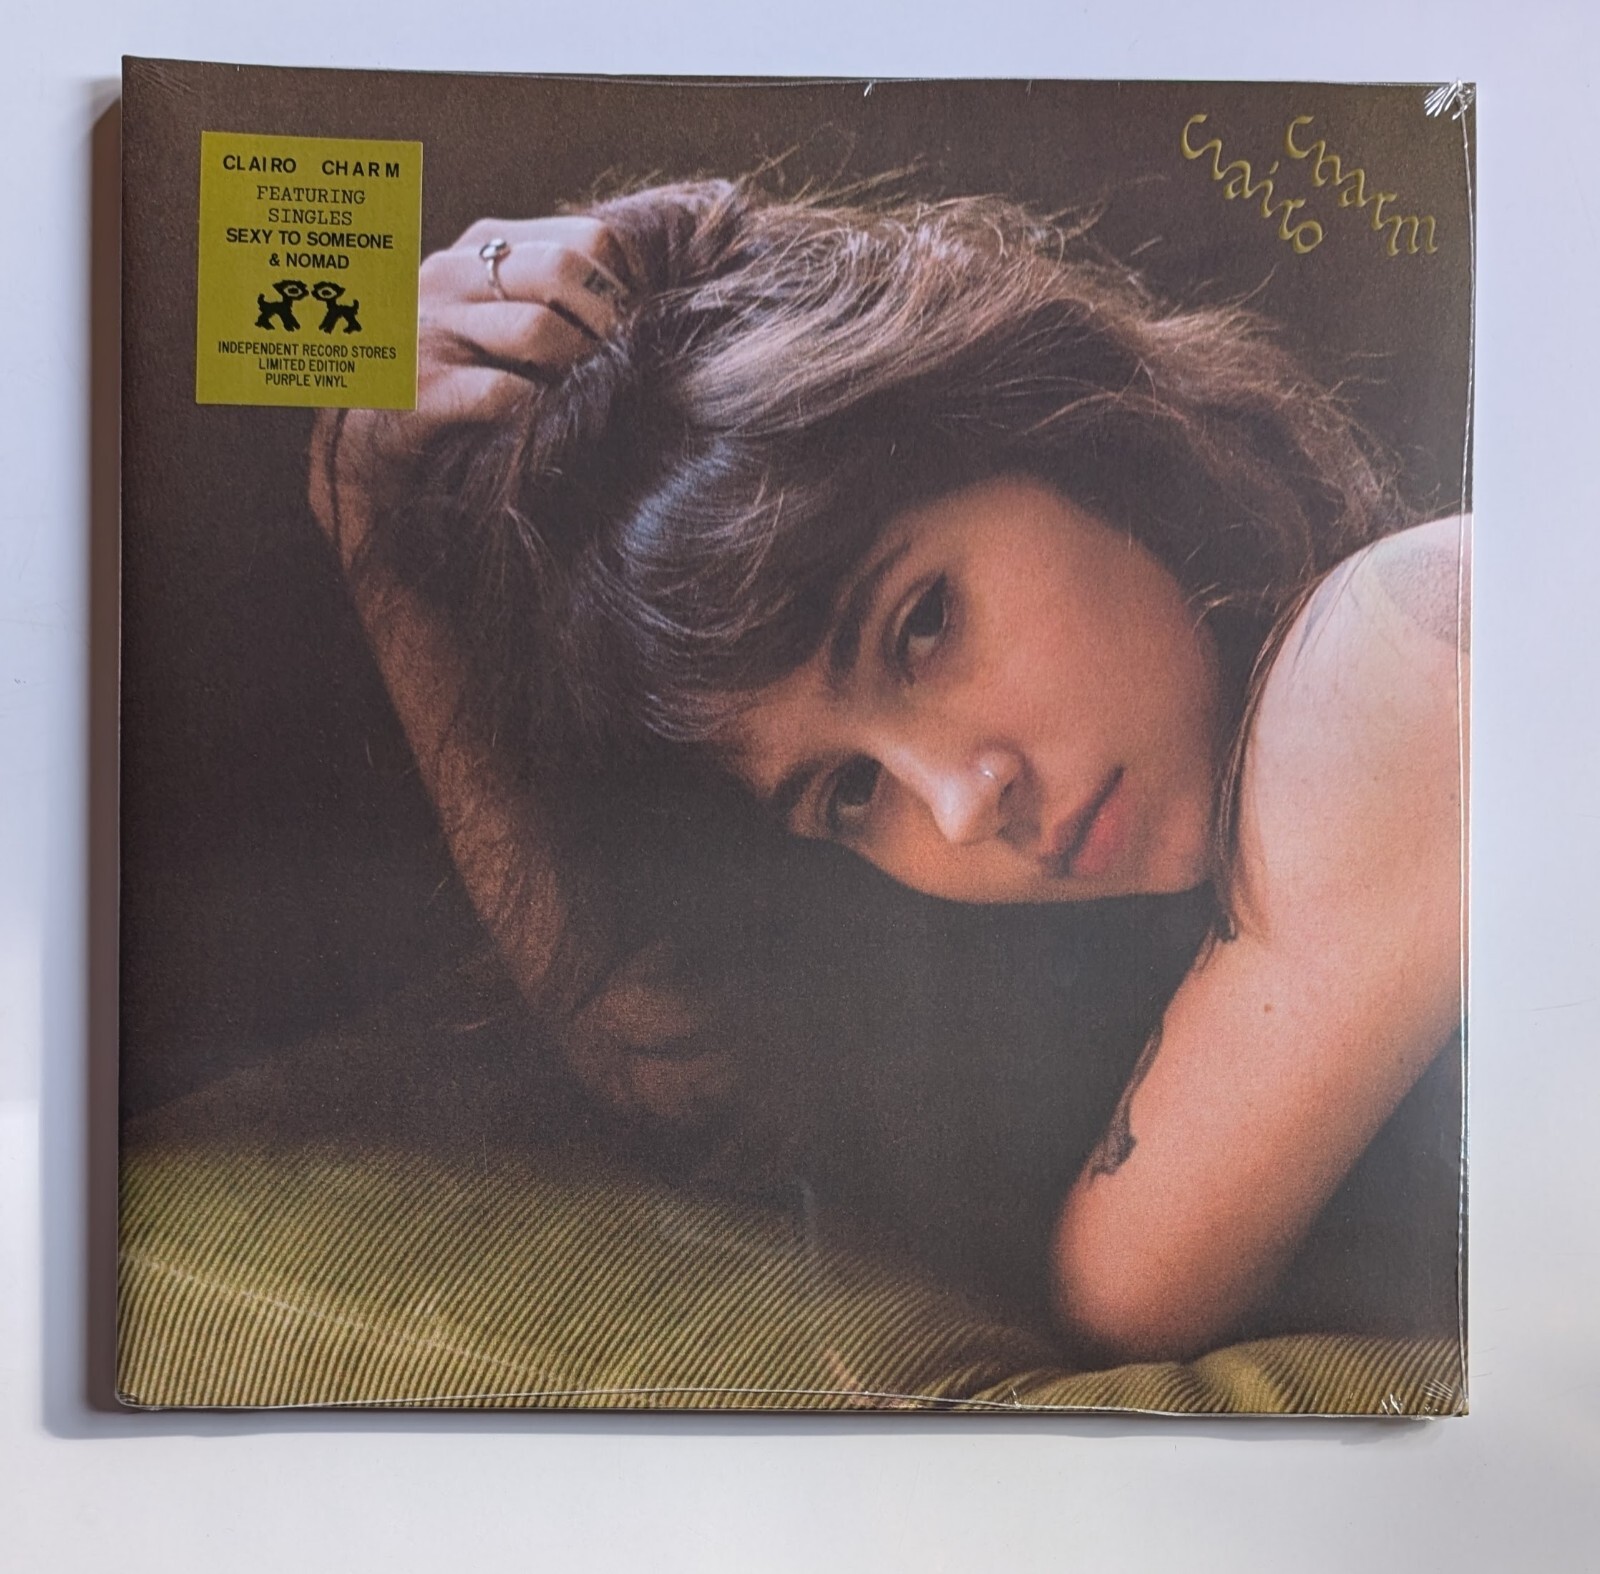 CLAIRO CHARM
FEATURING
SINGLES
SEXY TO SOMEONE
& NOMAD
INDEPENDENT RECORD STORES
LIMITED EDITION
PURPLE VINYL
Clairo
Charm